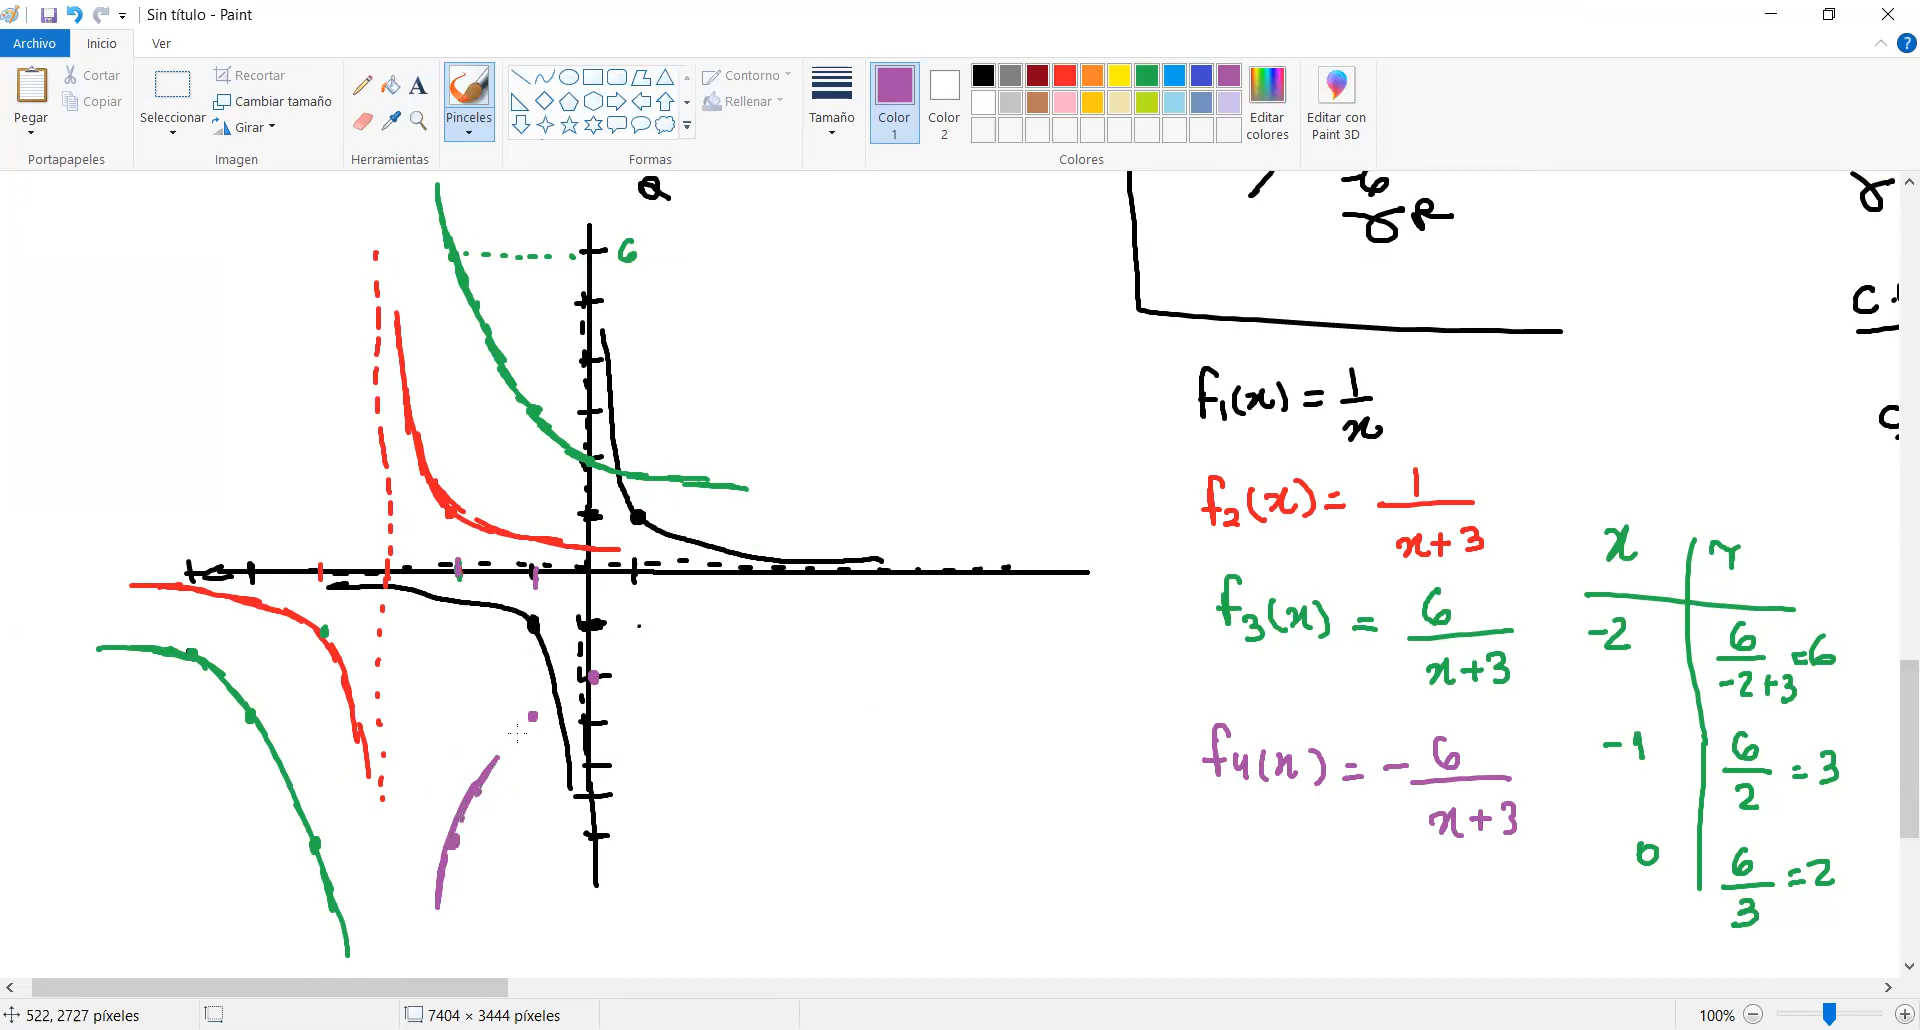 Sin título - Paint
Archivo Inicio Ver
Pegar
Cortar
Copiar
Portapapeles
Seleccionar
Recortar
Cambiar tamaño
Girar
Imagen
A
Herramientas
Pinceles
Formas
Contorno
Rellenar
Tamaño
Color 1
Color 2
Editar colores
Editar con Paint 3D
Colores
R
6
f₁(x) = 1/x
f₂(x) = 1/(x+3)
f₃(x) = 6/(x+3)
f₄(x) = - 6/(x+3)
x | y
-2 | 6/(-2+3) = 6
-1 | 6/2 = 3
0 | 6/3 = 2
522, 2727 píxeles
7404 × 3444 píxeles
100%